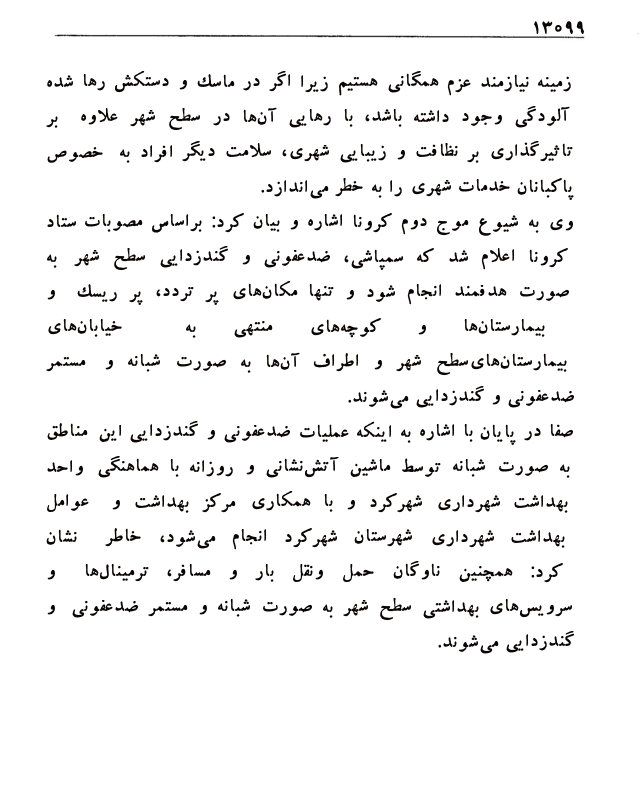 ۱۳۰۹۹
زمینه نیازمند عزم همگانی هستیم زیرا اگر در ماسك و دستکش رها شده
آلودگی وجود داشته باشد، با رهایی آن‌ها در سطح شهر علاوه بر
تاثیرگذاری بر نظافت و زیبایی شهری، سلامت دیگر افراد به خصوص
پاکبانان خدمات شهری را به خطر می‌اندازد.
وی به شیوع موج دوم کرونا اشاره و بیان کرد: براساس مصوبات ستاد
کرونا اعلام شد که سمپاشی، ضدعفونی و گندزدایی سطح شهر به
صورت هدفمند انجام شود و تنها مکان‌های پر تردد، پر ریسك و
بیمارستان‌ها و کوچه‌های منتهی به خیابان‌های
بیمارستان‌های‌سطح شهر و اطراف آن‌ها به صورت شبانه و مستمر
ضدعفونی و گندزدایی می‌شوند.
صفا در پایان با اشاره به اینکه عملیات ضدعفونی و گندزدایی این مناطق
به صورت شبانه توسط ماشین آتش‌نشانی و روزانه با هماهنگی واحد
بهداشت شهرداری شهرکرد و با همکاری مرکز بهداشت و عوامل
بهداشت شهرداری شهرستان شهرکرد انجام می‌شود، خاطر نشان
کرد: همچنین ناوگان حمل ونقل بار و مسافر، ترمینال‌ها و
سرویس‌های بهداشتی سطح شهر به صورت شبانه و مستمر ضدعفونی و
گندزدایی می‌شوند.